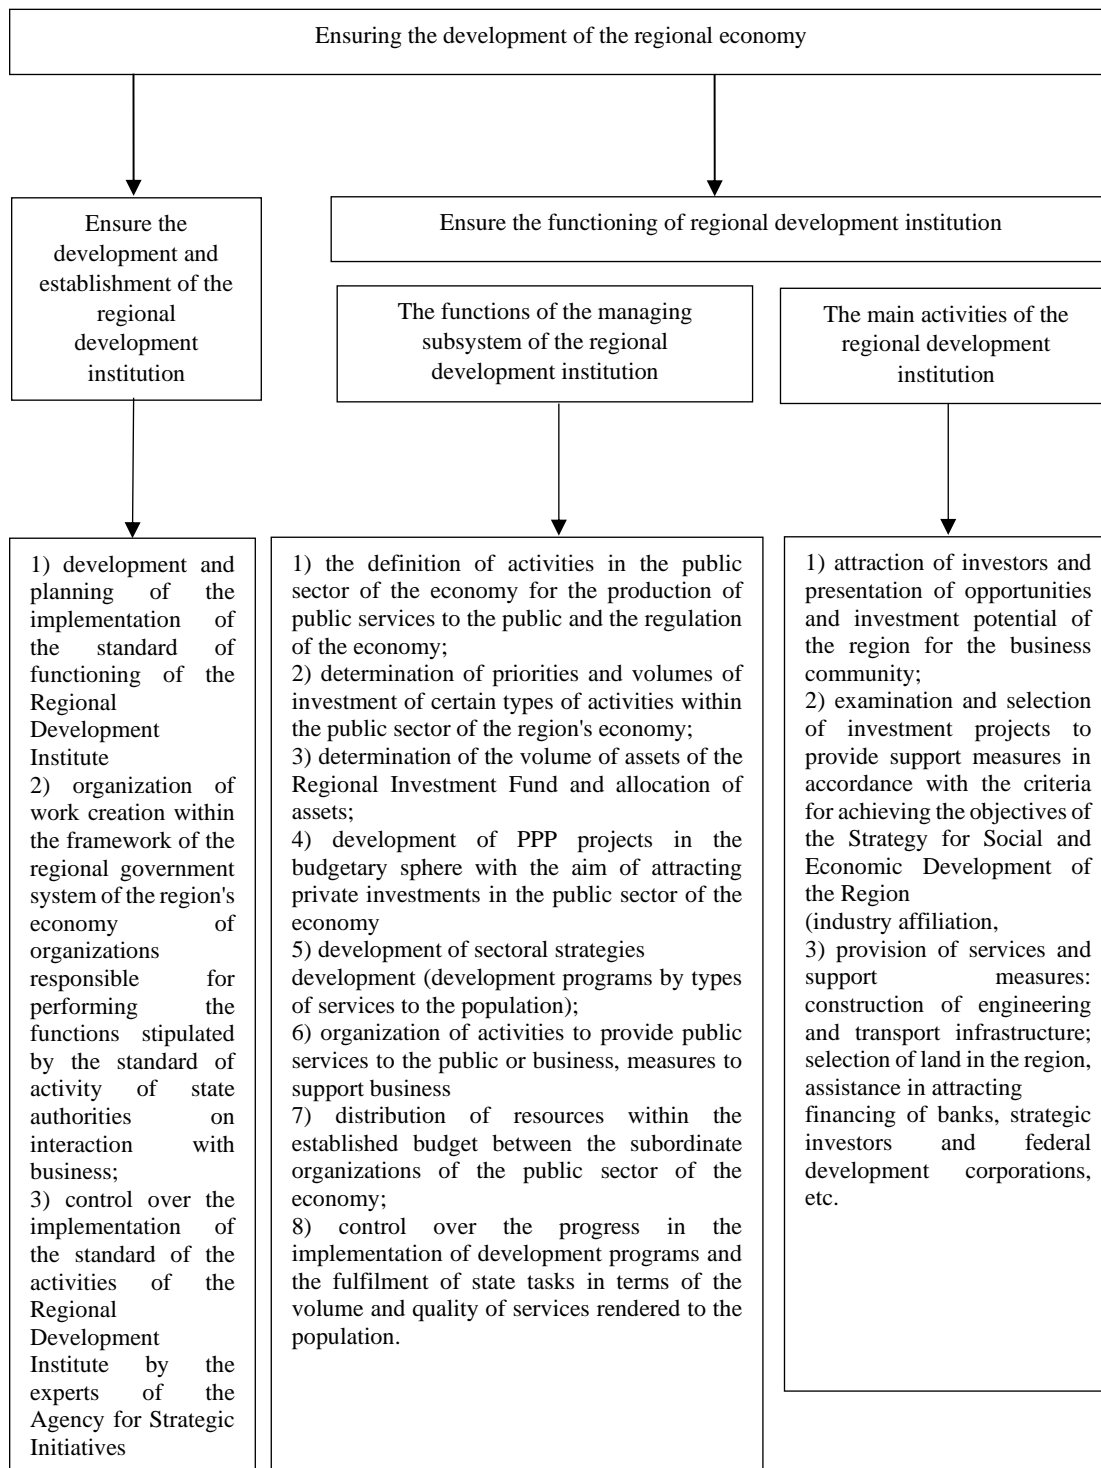 Ensuring the development of the regional economy
Ensure the
development and
establishment of the
regional
development
institution
Ensure the functioning of regional development institution
The functions of the managing
subsystem of the regional
development institution
The main activities of the
regional development
institution
1) development and
planning of the
implementation of
the standard of
functioning of the
Regional
Development
Institute
2) organization of
work creation within
the framework of the
regional government
system of the region's
economy of
organizations
responsible for
performing the
functions stipulated
by the standard of
activity of state
authorities on
interaction with
business;
3) control over the
implementation of
the standard of the
activities of the
Regional
Development
Institute by the
experts of the
Agency for Strategic
Initiatives
1) the definition of activities in the public
sector of the economy for the production of
public services to the public and the regulation
of the economy;
2) determination of priorities and volumes of
investment of certain types of activities within
the public sector of the region's economy;
3) determination of the volume of assets of the
Regional Investment Fund and allocation of
assets;
4) development of PPP projects in the
budgetary sphere with the aim of attracting
private investments in the public sector of the
economy
5) development of sectoral strategies
development (development programs by types
of services to the population);
6) organization of activities to provide public
services to the public or business, measures to
support business
7) distribution of resources within the
established budget between the subordinate
organizations of the public sector of the
economy;
8) control over the progress in the
implementation of development programs and
the fulfilment of state tasks in terms of the
volume and quality of services rendered to the
population.
1) attraction of investors and
presentation of opportunities
and investment potential of
the region for the business
community;
2) examination and selection
of investment projects to
provide support measures in
accordance with the criteria
for achieving the objectives of
the Strategy for Social and
Economic Development of
the Region
(industry affiliation,
3) provision of services and
support measures:
construction of engineering
and transport infrastructure;
selection of land in the region,
assistance in attracting
financing of banks, strategic
investors and federal
development corporations,
etc.